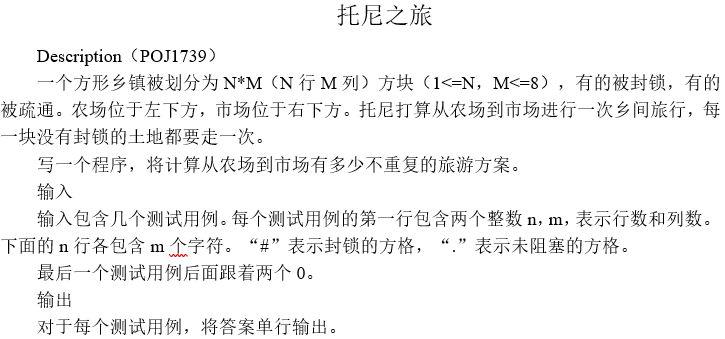 托尼之旅
Description（POJ1739）
一个方形乡镇被划分为 N*M（N 行 M 列）方块（1<=N，M<=8），有的被封锁，有的
被疏通。农场位于左下方，市场位于右下方。托尼打算从农场到市场进行一次乡间旅行，每
一块没有封锁的土地都要走一次。
写一个程序，将计算从农场到市场有多少不重复的旅游方案。
输入
输入包含几个测试用例。每个测试用例的第一行包含两个整数 n，m，表示行数和列数。
下面的 n 行各包含 m 个字符。“#”表示封锁的方格，“.”表示未阻塞的方格。
最后一个测试用例后面跟着两个 0。
输出
对于每个测试用例，将答案单行输出。